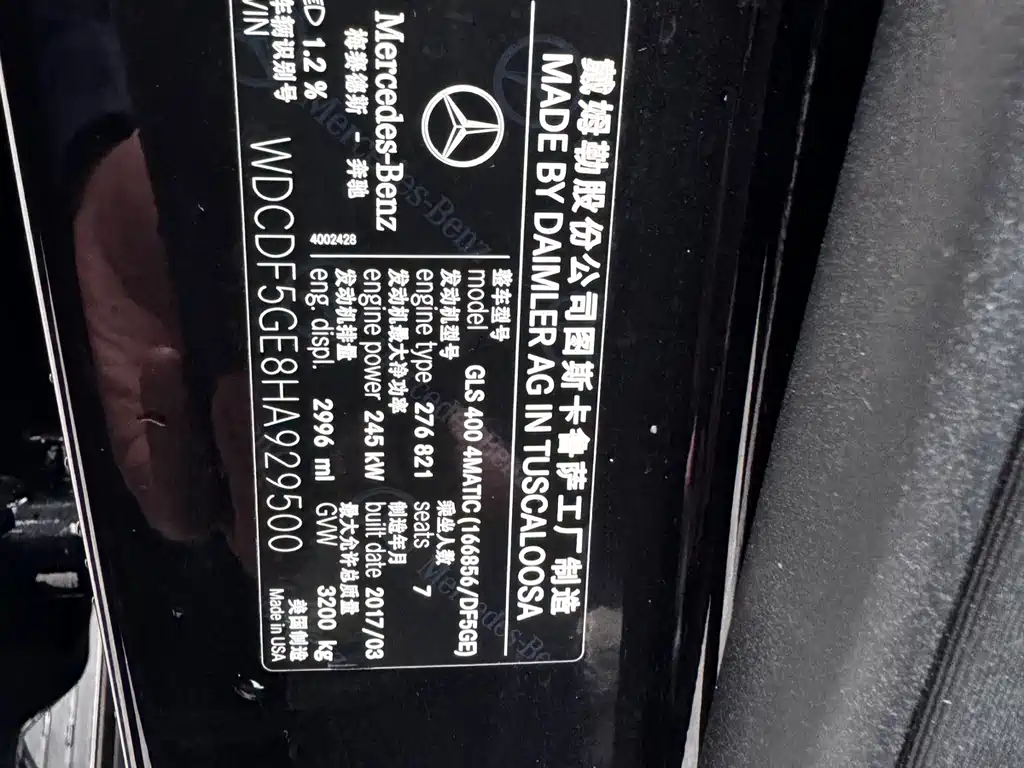 戴姆勒股份公司图斯卡鲁萨工厂制造
MADE BY DAIMLER AG IN TUSCALOOSA
Mercedes-Benz
梅赛德斯 - 奔驰
4002428
整车型号
model GLS 400 4MATIC (166856/DF5GE)
发动机型号 乘坐人数
engine type 276 821 seats 7
发动机最大净功率 制造年月
engine power 245 kW built date 2017/03
发动机排量 最大允许总质量
eng. displ. 2996 ml GVW 3200 kg
ED 1.2 %
车辆识别号 美国制造
VIN WDCDF5GE8HA929500 Made in USA